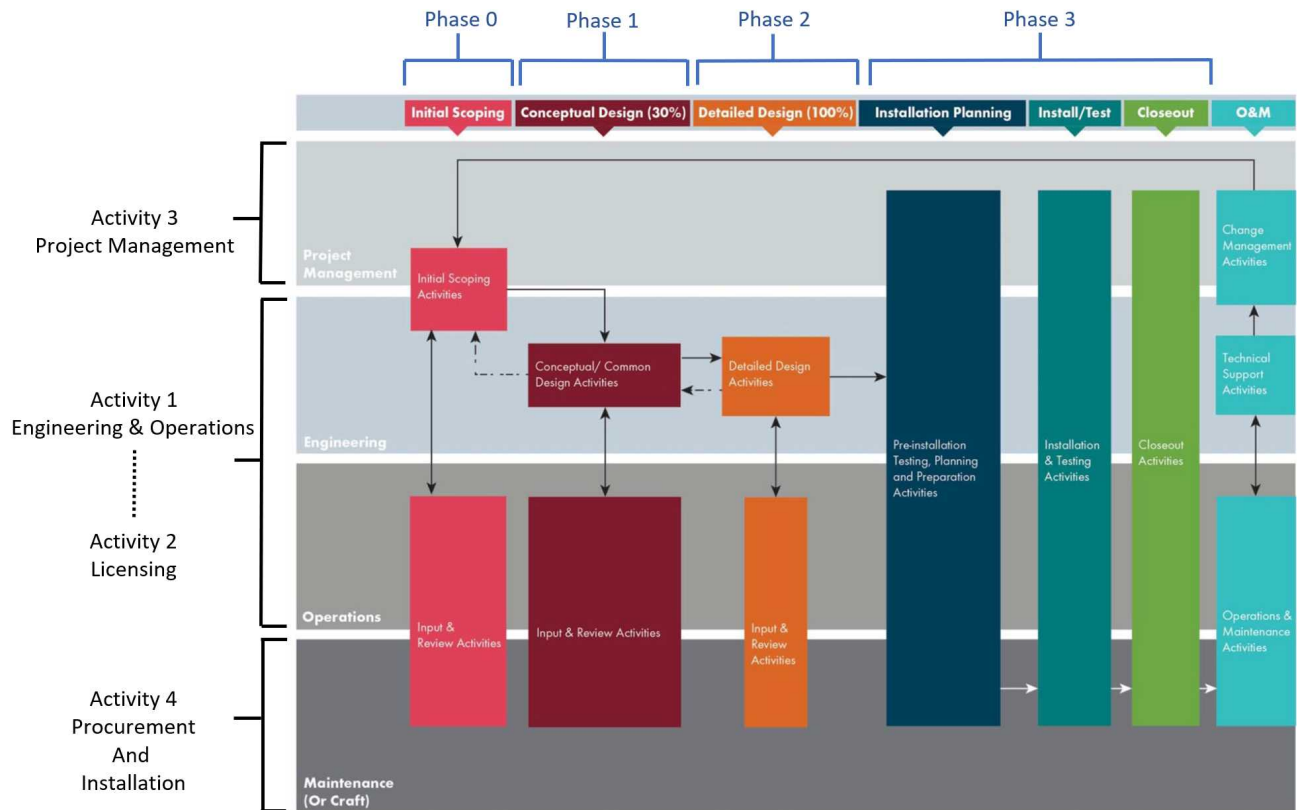 Phase 0
Phase 1
Phase 2
Phase 3
Initial Scoping
Conceptual Design (30%)
Detailed Design (100%)
Installation Planning
Install/Test
Closeout
O&M
Activity 3
Project Management
Project
Management
Initial Scoping
Activities
Change
Management
Activities
Activity 1
Engineering & Operations
Engineering
Conceptual/ Common
Design Activities
Detailed Design
Activities
Technical
Support
Activities
Pre-installation
Testing, Planning
and Preparation
Activities
Installation
& Testing
Activities
Closeout
Activities
Activity 2
Licensing
Operations
Input &
Review Activities
Input & Review Activities
Input &
Review
Activities
Operations &
Maintenance
Activities
Activity 4
Procurement
And
Installation
Maintenance
(Or Craft)